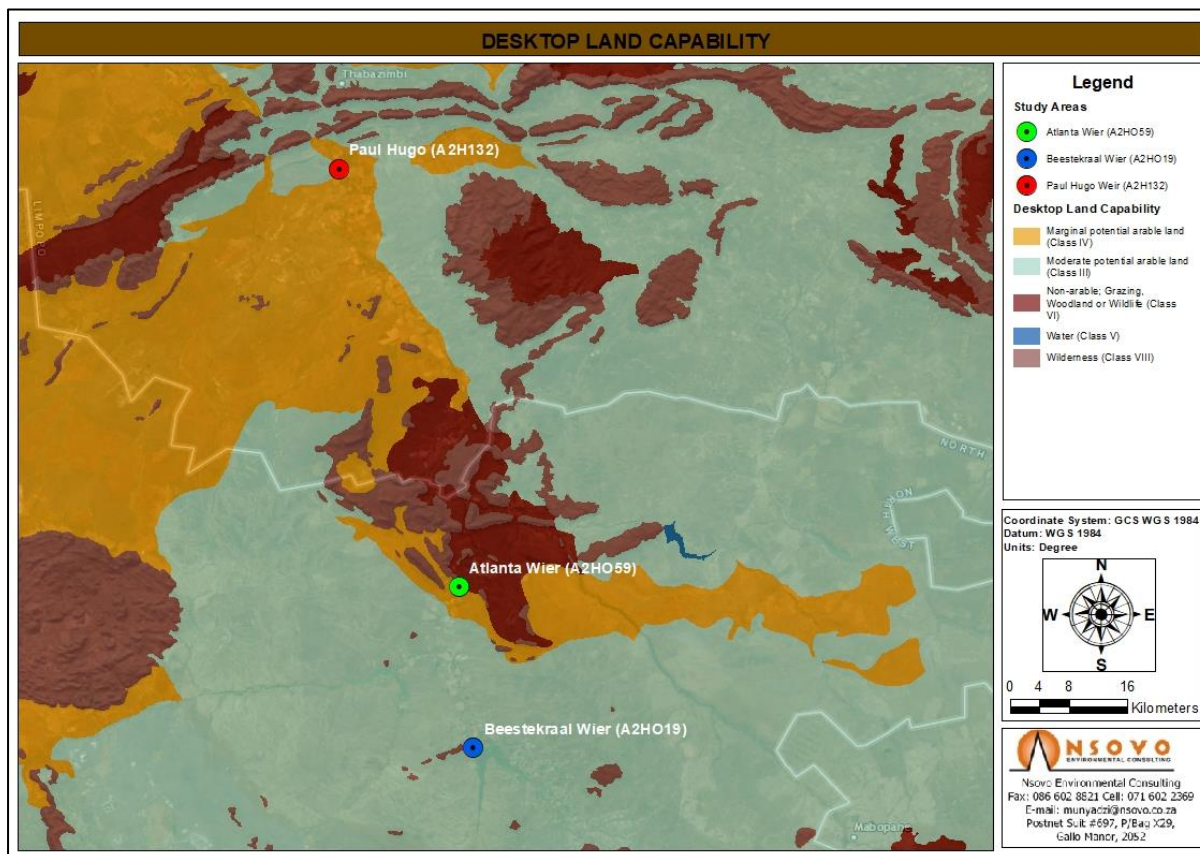 DESKTOP LAND CAPABILITY
Thabazimbi
Paul Hugo (A2H132)
LIMPOPO
NORTH
NORTH WEST
Atlanta Wier (A2HO59)
Beestekraal Wier (A2HO19)
Mabopane
Legend
Study Areas
Atlanta Wier (A2HO59)
Beestekraal Wier (A2HO19)
Paul Hugo Weir (A2H132)
Desktop Land Capability
Marginal potential arable land
(Class IV)
Moderate potential arable land
(Class III)
Non-arable; Grazing,
Woodland or Wildlife (Class
VI)
Water (Class V)
Wilderness (Class VIII)
Coordinate System: GCS WGS 1984
Datum: WGS 1984
Units: Degree
N
W E
S
0 4 8 16
Kilometers
NSOVO
ENVIRONMENTAL CONSULTING
Nsovo Environmental Consulting
Fax: 086 602 8821 Cell: 071 602 2369
E-mail: munyadzi@nsovo.co.za
Postnet Suit #697, P/Bag X29,
Gallo Manor, 2052